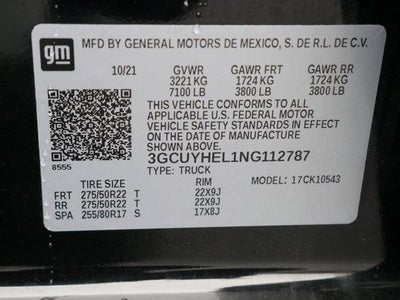 gm
MFD BY GENERAL MOTORS DE MEXICO, S. DE R.L. DE C.V.
10/21 GVWR GAWR FRT GAWR RR
3221 KG 1724 KG 1724 KG
7100 LB 3800 LB 3800 LB
THIS VEHICLE CONFORMS TO ALL
APPLICABLE U.S. FEDERAL MOTOR
VEHICLE SAFETY STANDARDS IN EFFECT
ON THE DATE OF MANUFACTURE
SHOWN ABOVE.
8555
3GCUYHEL1NG112787
TYPE: TRUCK
TIRE SIZE RIM MODEL: 17CK10543
FRT 275/50R22 T 22X9J
RR 275/50R22 T 22X9J
SPA 255/80R17 S 17X8J